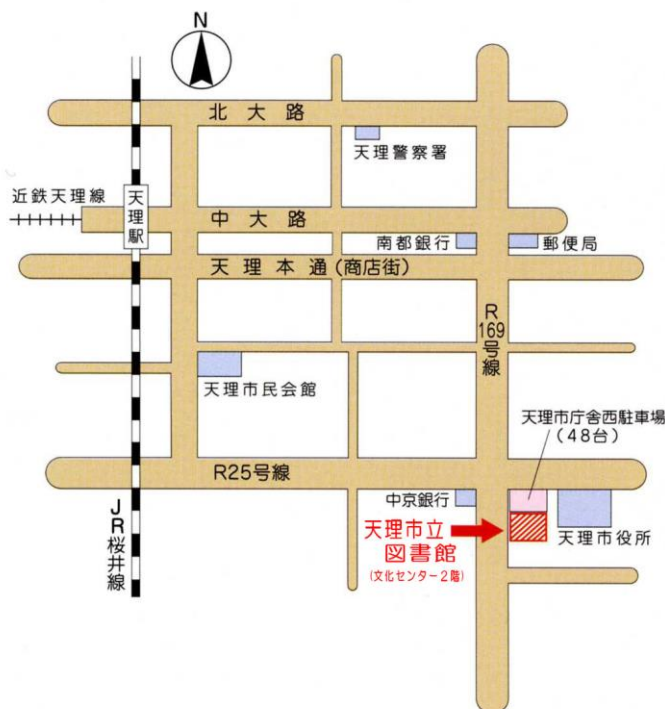 N
北大路
天理警察署
近鉄天理線
天理駅
中大路
南都銀行
郵便局
天理本通(商店街)
R
169
号線
天理市民会館
天理市庁舎西駐車場
(48台)
R25号線
中京銀行
天理市立
図書館
(文化センター2階)
天理市役所
JR桜井線